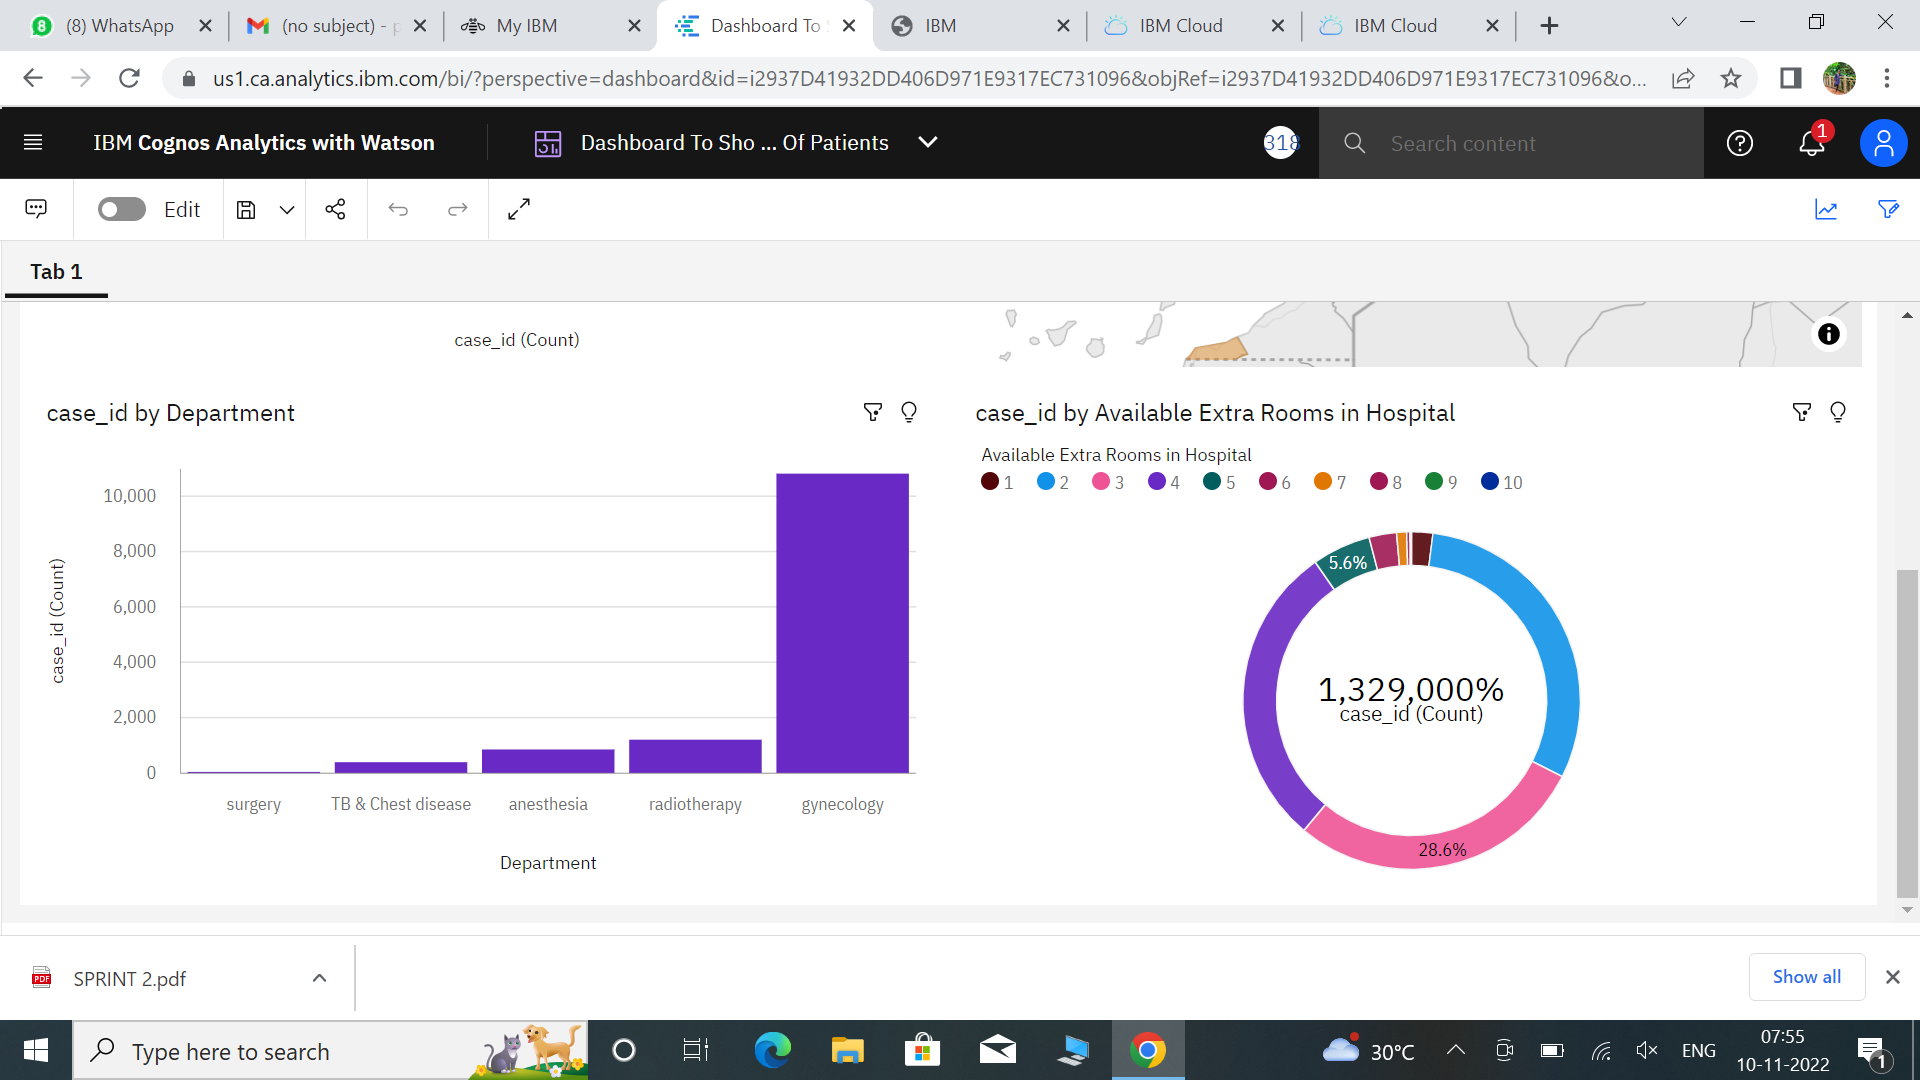 8 (8) WhatsApp
(no subject) - p
My IBM
Dashboard To S
IBM
IBM Cloud
IBM Cloud
us1.ca.analytics.ibm.com/bi/?perspective=dashboard&id=i2937D41932DD406D971E9317EC731096&objRef=i2937D41932DD406D971E9317EC731096&o...
IBM Cognos Analytics with Watson
Dashboard To Sho ... Of Patients
318
Search content
1
Edit
Tab 1
case_id (Count)
case_id by Department
10,000
8,000
6,000
4,000
2,000
0
case_id (Count)
surgery
TB & Chest disease
anesthesia
radiotherapy
gynecology
Department
case_id by Available Extra Rooms in Hospital
Available Extra Rooms in Hospital
1 2 3 4 5 6 7 8 9 10
5.6%
1,329,000%
case_id (Count)
28.6%
PDF
SPRINT 2.pdf
Show all
Type here to search
30°C
ENG
07:55
10-11-2022
1